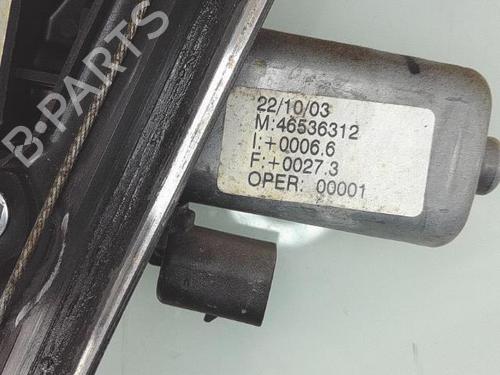 B-PARTS
22/10/03
M:46536312
I:+0006.6
F:+0027.3
OPER: 00001